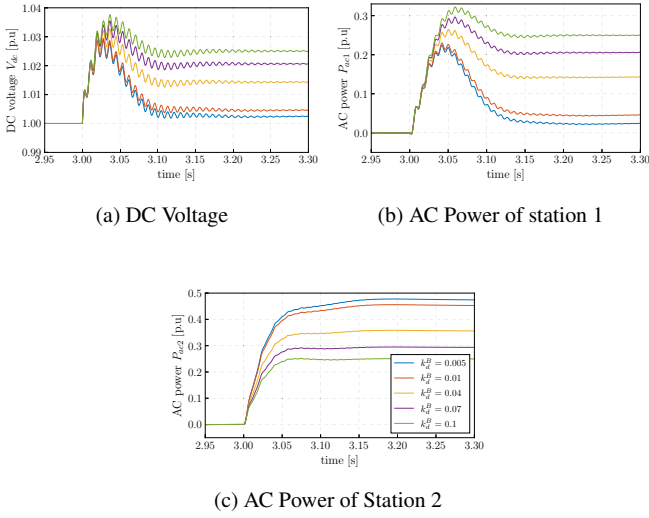 1.04
1.03
1.02
1.01
1.00
0.99
DC voltage V_dc [p.u]
2.95 3.00 3.05 3.10 3.15 3.20 3.25 3.30
time [s]
(a) DC Voltage
0.3
0.2
0.1
0.0
AC power P_ac1 [p.u]
2.95 3.00 3.05 3.10 3.15 3.20 3.25 3.30
time [s]
(b) AC Power of station 1
0.5
0.4
0.3
0.2
0.1
0.0
AC power P_ac2 [p.u]
k_d^B = 0.005
k_d^B = 0.01
k_d^B = 0.04
k_d^B = 0.07
k_d^B = 0.1
2.95 3.00 3.05 3.10 3.15 3.20 3.25 3.30
time [s]
(c) AC Power of Station 2